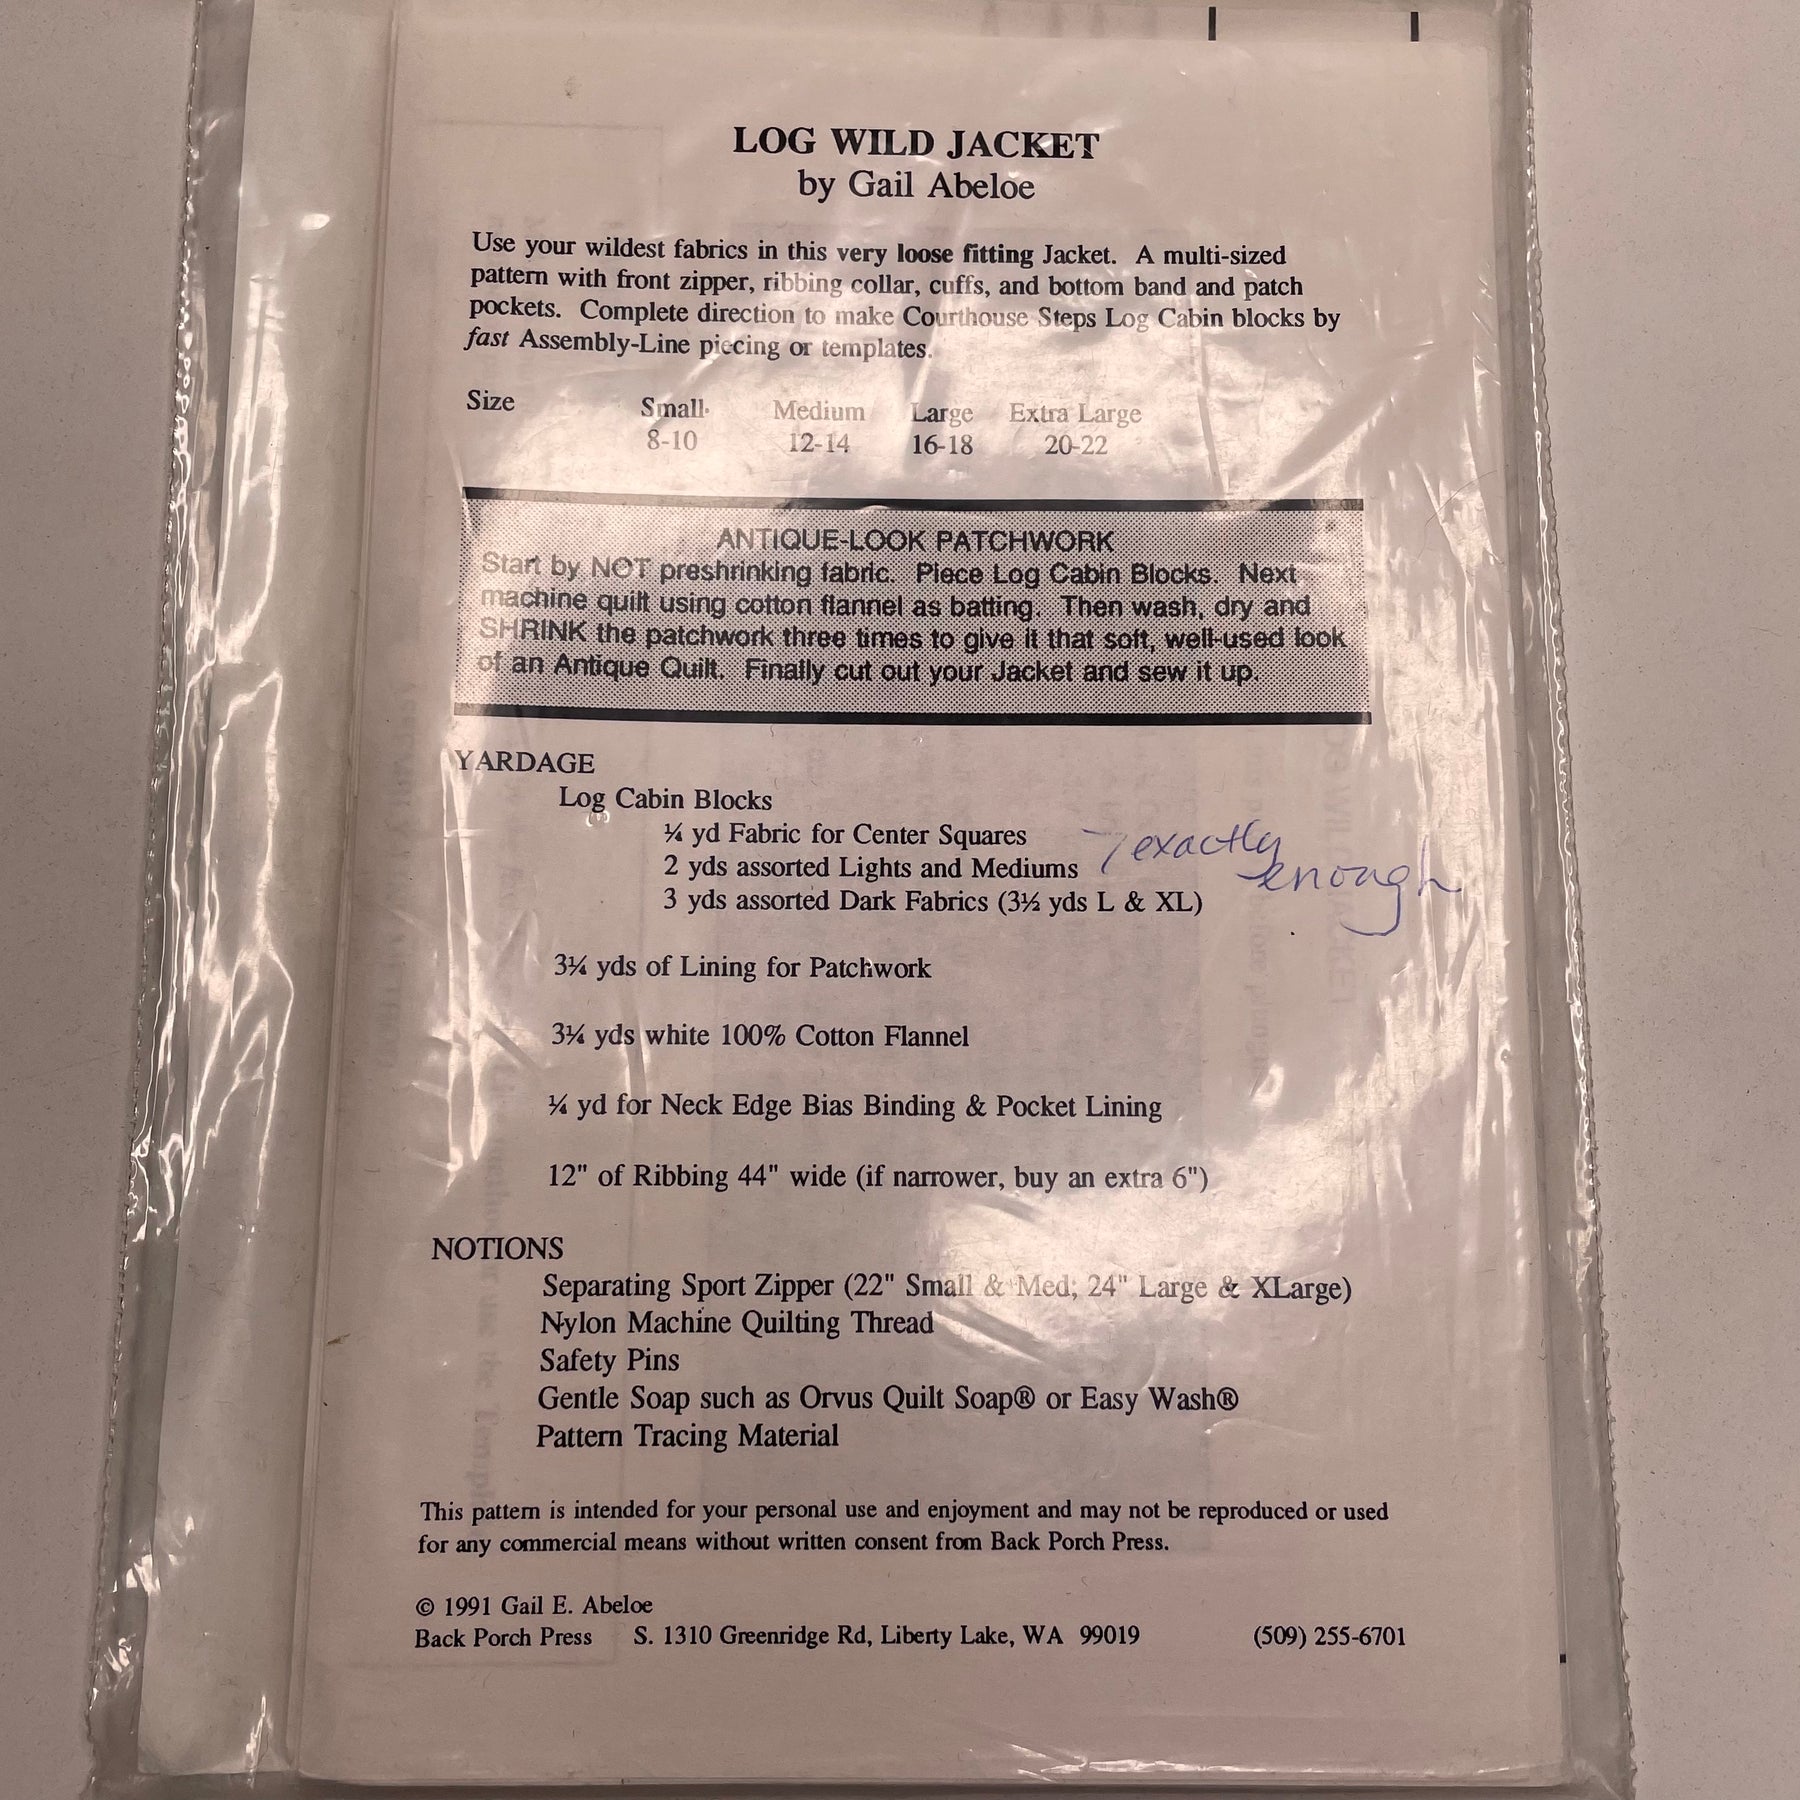 LOG WILD JACKET
by Gail Abeloe
Use your wildest fabrics in this very loose fitting Jacket. A multi-sized
pattern with front zipper, ribbing collar, cuffs, and bottom band and patch
pockets. Complete direction to make Courthouse Steps Log Cabin blocks by
fast Assembly-Line piecing or templates.
Size Small Medium Large Extra Large
8-10 12-14 16-18 20-22
ANTIQUE-LOOK PATCHWORK
Start by NOT preshrinking fabric. Piece Log Cabin Blocks. Next
machine quilt using cotton flannel as batting. Then wash, dry and
SHRINK the patchwork three times to give it that soft, well-used look
of an Antique Quilt. Finally cut out your Jacket and sew it up.
YARDAGE
Log Cabin Blocks
¼ yd Fabric for Center Squares
2 yds assorted Lights and Mediums
exactly
enough
3 yds assorted Dark Fabrics (3½ yds L & XL)
3¼ yds of Lining for Patchwork
3¼ yds white 100% Cotton Flannel
¼ yd for Neck Edge Bias Binding & Pocket Lining
12" of Ribbing 44" wide (if narrower, buy an extra 6")
NOTIONS
Separating Sport Zipper (22" Small & Med; 24" Large & XLarge)
Nylon Machine Quilting Thread
Safety Pins
Gentle Soap such as Orvus Quilt Soap® or Easy Wash®
Pattern Tracing Material
This pattern is intended for your personal use and enjoyment and may not be reproduced or used
for any commercial means without written consent from Back Porch Press.
© 1991 Gail E. Abeloe
Back Porch Press S. 1310 Greenridge Rd, Liberty Lake, WA 99019 (509) 255-6701